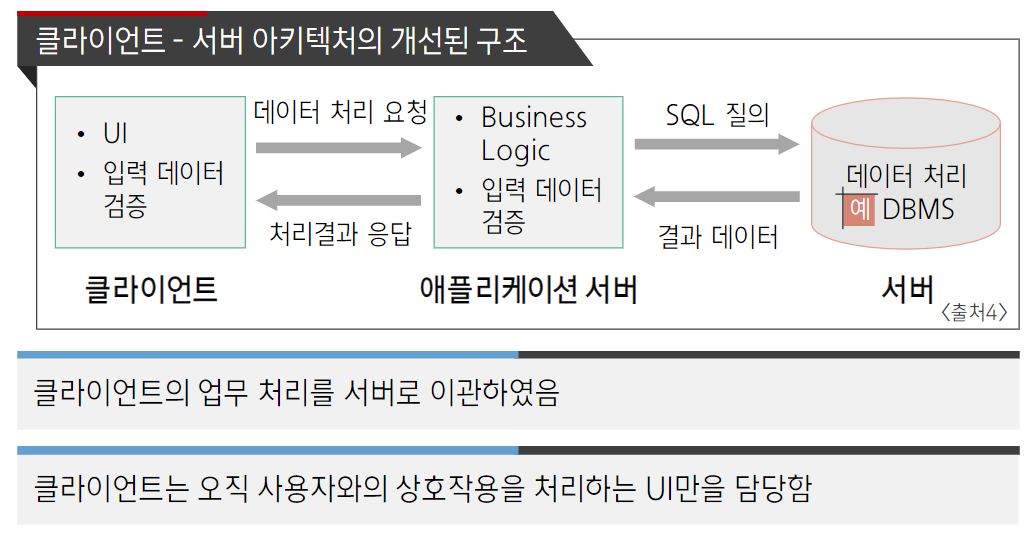 클라이언트 - 서버 아키텍처의 개선된 구조
• UI
• 입력 데이터
검증
클라이언트
데이터 처리 요청
처리결과 응답
• Business
Logic
• 입력 데이터
검증
애플리케이션 서버
SQL 질의
결과 데이터
데이터 처리
예 DBMS
서버
〈출처4〉
클라이언트의 업무 처리를 서버로 이관하였음
클라이언트는 오직 사용자와의 상호작용을 처리하는 UI만을 담당함